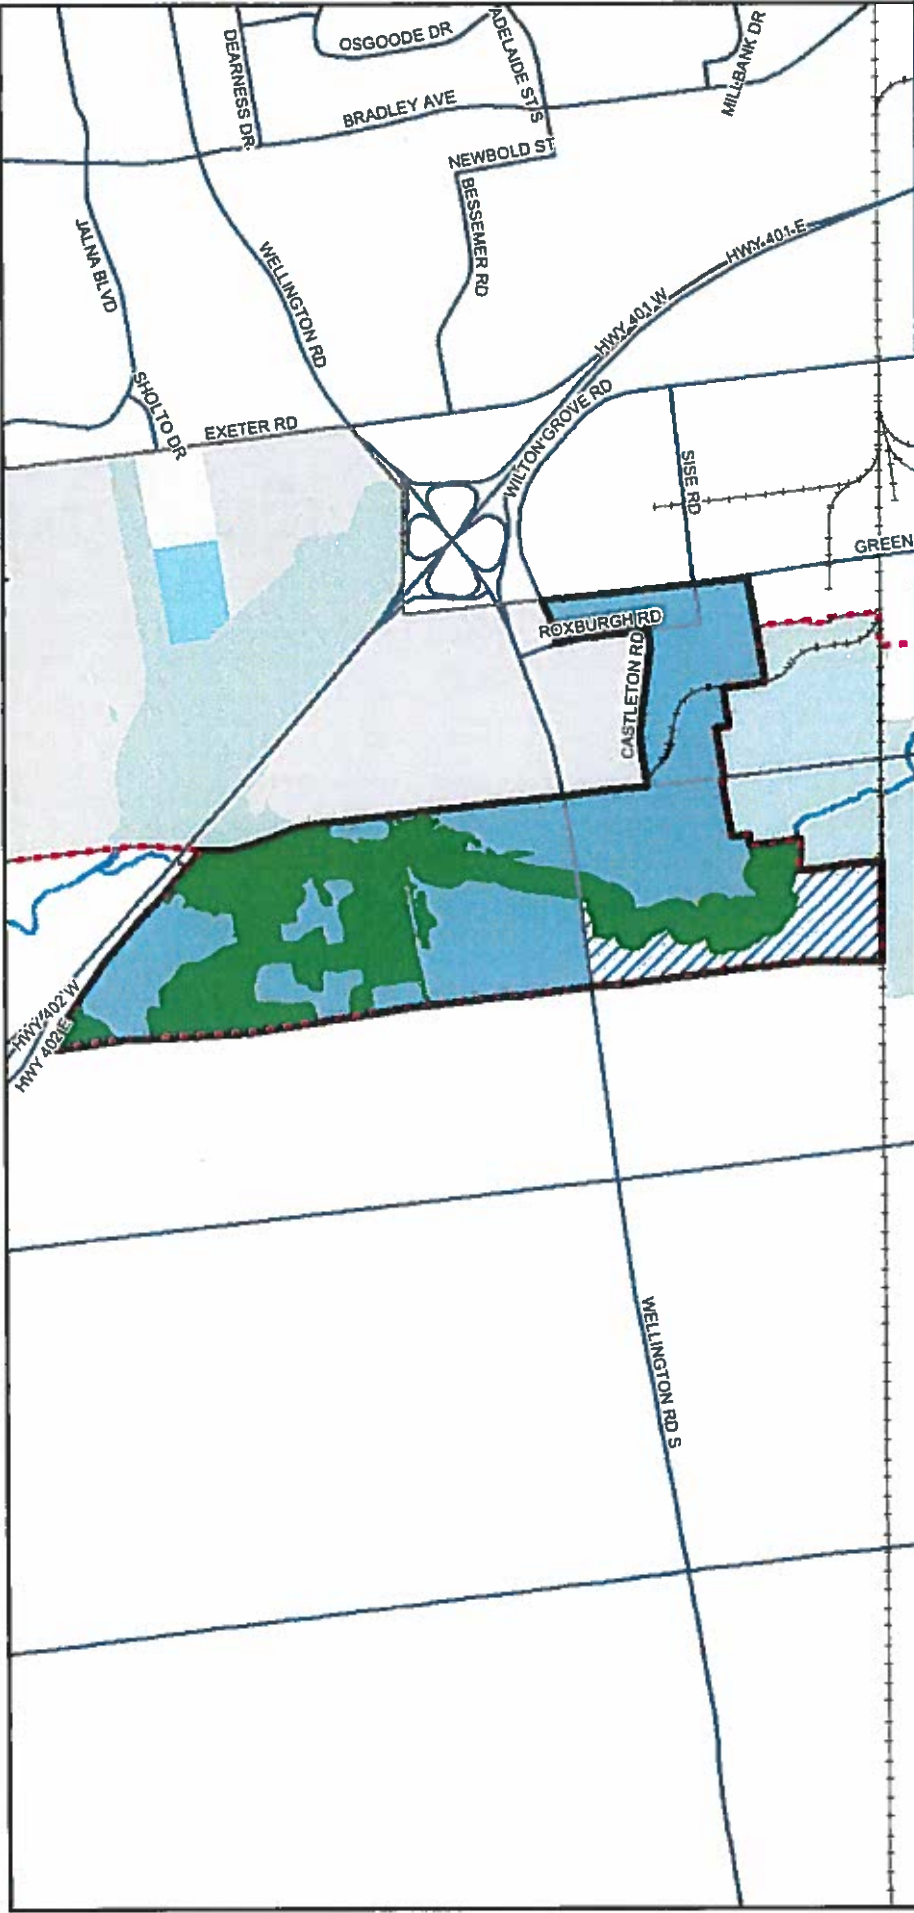 OSGOODE DR
ADELAIDE ST S
MILLBANK DR
DEARNESS DR
BRADLEY AVE
NEWBOLD ST
BESSEMER RD
JALNA BLVD
WELLINGTON RD
HWY 401 E
HWY 401 W
SHOLTO DR
EXETER RD
WILTON GROVE RD
SISE RD
GREEN
ROXBURGH RD
CASTLETON RD
HWY 402 W
HWY 402 E
WELLINGTON RD S